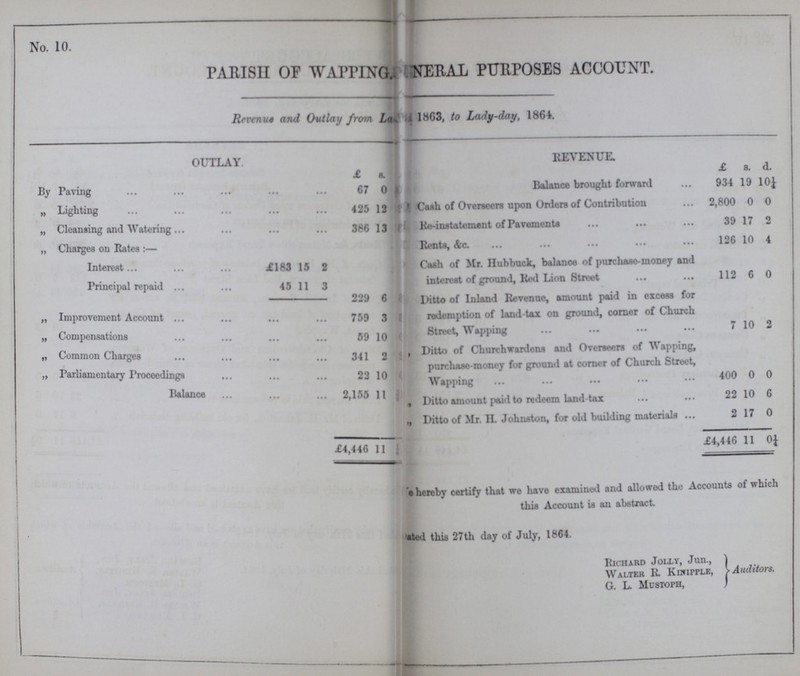 No. 10.
PARISH OF WAPPING. NERAL PURPOSES ACCOUNT.
Revenue and Outlay from 1863, to Lady-day, 1864.
OUTLAY.
£ s.
By Paving ... ... ... ... ... 67 0
„ Lighting ... ... ... ... ... 425 12
„ Cleansing and Watering ... ... ... ... 386 13
„ Charges on Rates :—
Interest ... ... ... £183 15 2
Principal repaid ... ... 45 11 3
229 6
„ Improvement Account ... ... ... ... 759 3
„ Compensations ... ... ... ... 59 10
„ Common Charges ... ... ... ... 341 2
„ Parliamentary Proceedings ... ... ... 22 10
Balance ... ... ... 2,155 11
£4,446 11
REVENUE.
£ s. d.
Balance brought forward ... 934 19 10¼
Cash of Overseers upon Orders of Contribution ... 2,800 0 0
Re-instatement of Pavements ... ... ... 39 17 2
Rents, &c. ... ... ... ... ... 126 10 4
Cash of Mr. Hubbuck, balance of purchase-money and
interest of ground, Red Lion Street ... ... 112 6 0
Ditto of Inland Revenue, amount paid in excess for
redemption of land-tax on ground, corner of Church
Street, Wapping ... ... ... ... 7 10 2
Ditto of Churchwardens and Overseers of Wapping,
purchase-money for ground at corner of Church Street,
Wapping ... ... ... ... ... 400 0 0
„ Ditto amount paid to redeem land-tax ... ... 22 10 6
„ Ditto of Mr. H. Johnston, for old building materials ... 2 17 0
£4,446 11 0¼
e hereby certify that we have examined and allowed the Accounts of which
this Account is an abstract.
ated this 27th day of July, 1864.
RICHARD JOLLY, Jun.,
WALTER R. KINIPPLE,
G. L. MUSTOPH,
Auditors.